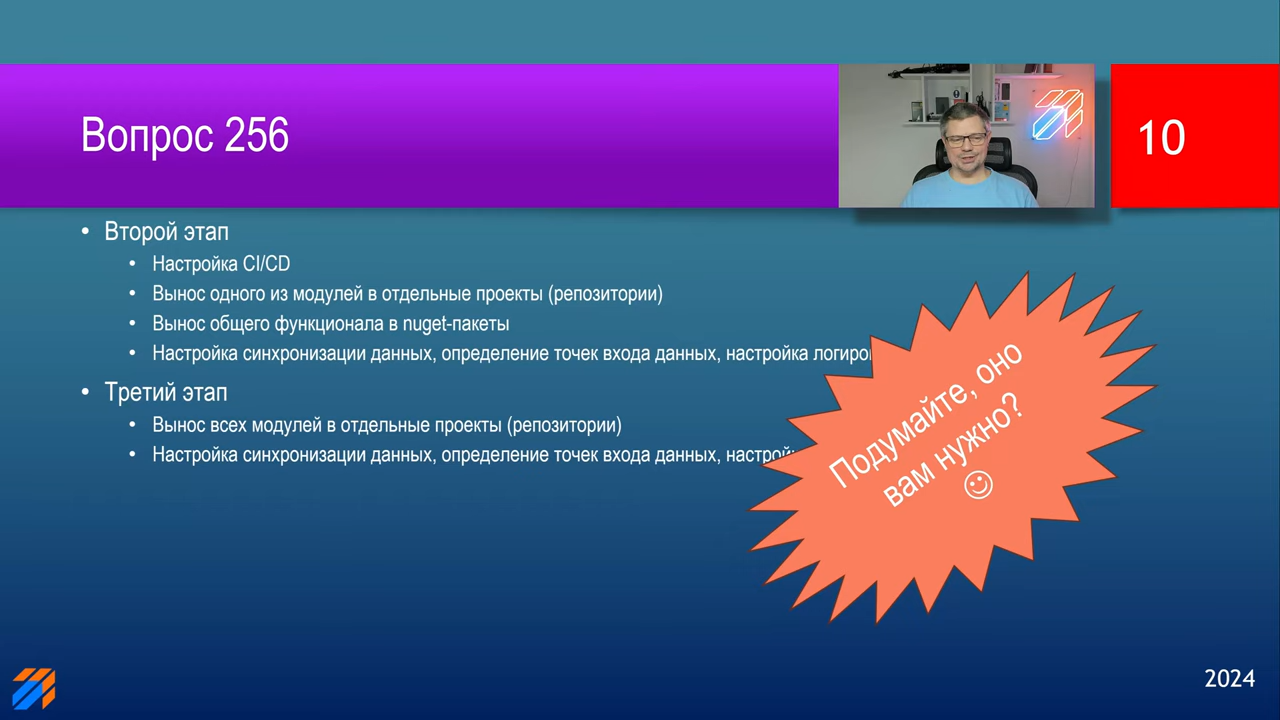 Вопрос 256
10
Второй этап
Настройка CI/CD
Вынос одного из модулей в отдельные проекты (репозитории)
Вынос общего функционала в nuget-пакеты
Настройка синхронизации данных, определение точек входа данных, настройка
Третий этап
Вынос всех модулей в отдельные проекты (репозитории)
Настройка синхронизации данных, определение точек входа данных,
Подумайте, оно
вам нужно?
☺
2024